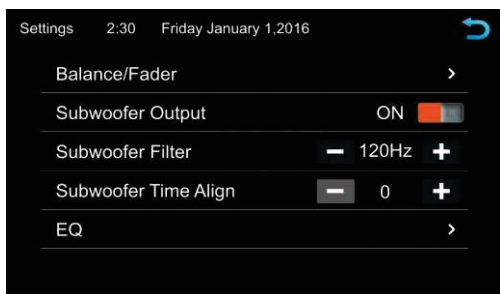 Settings 2:30 Friday January 1,2016
Balance/Fader
Subwoofer Output ON
Subwoofer Filter − 120Hz +
Subwoofer Time Align − 0 +
EQ